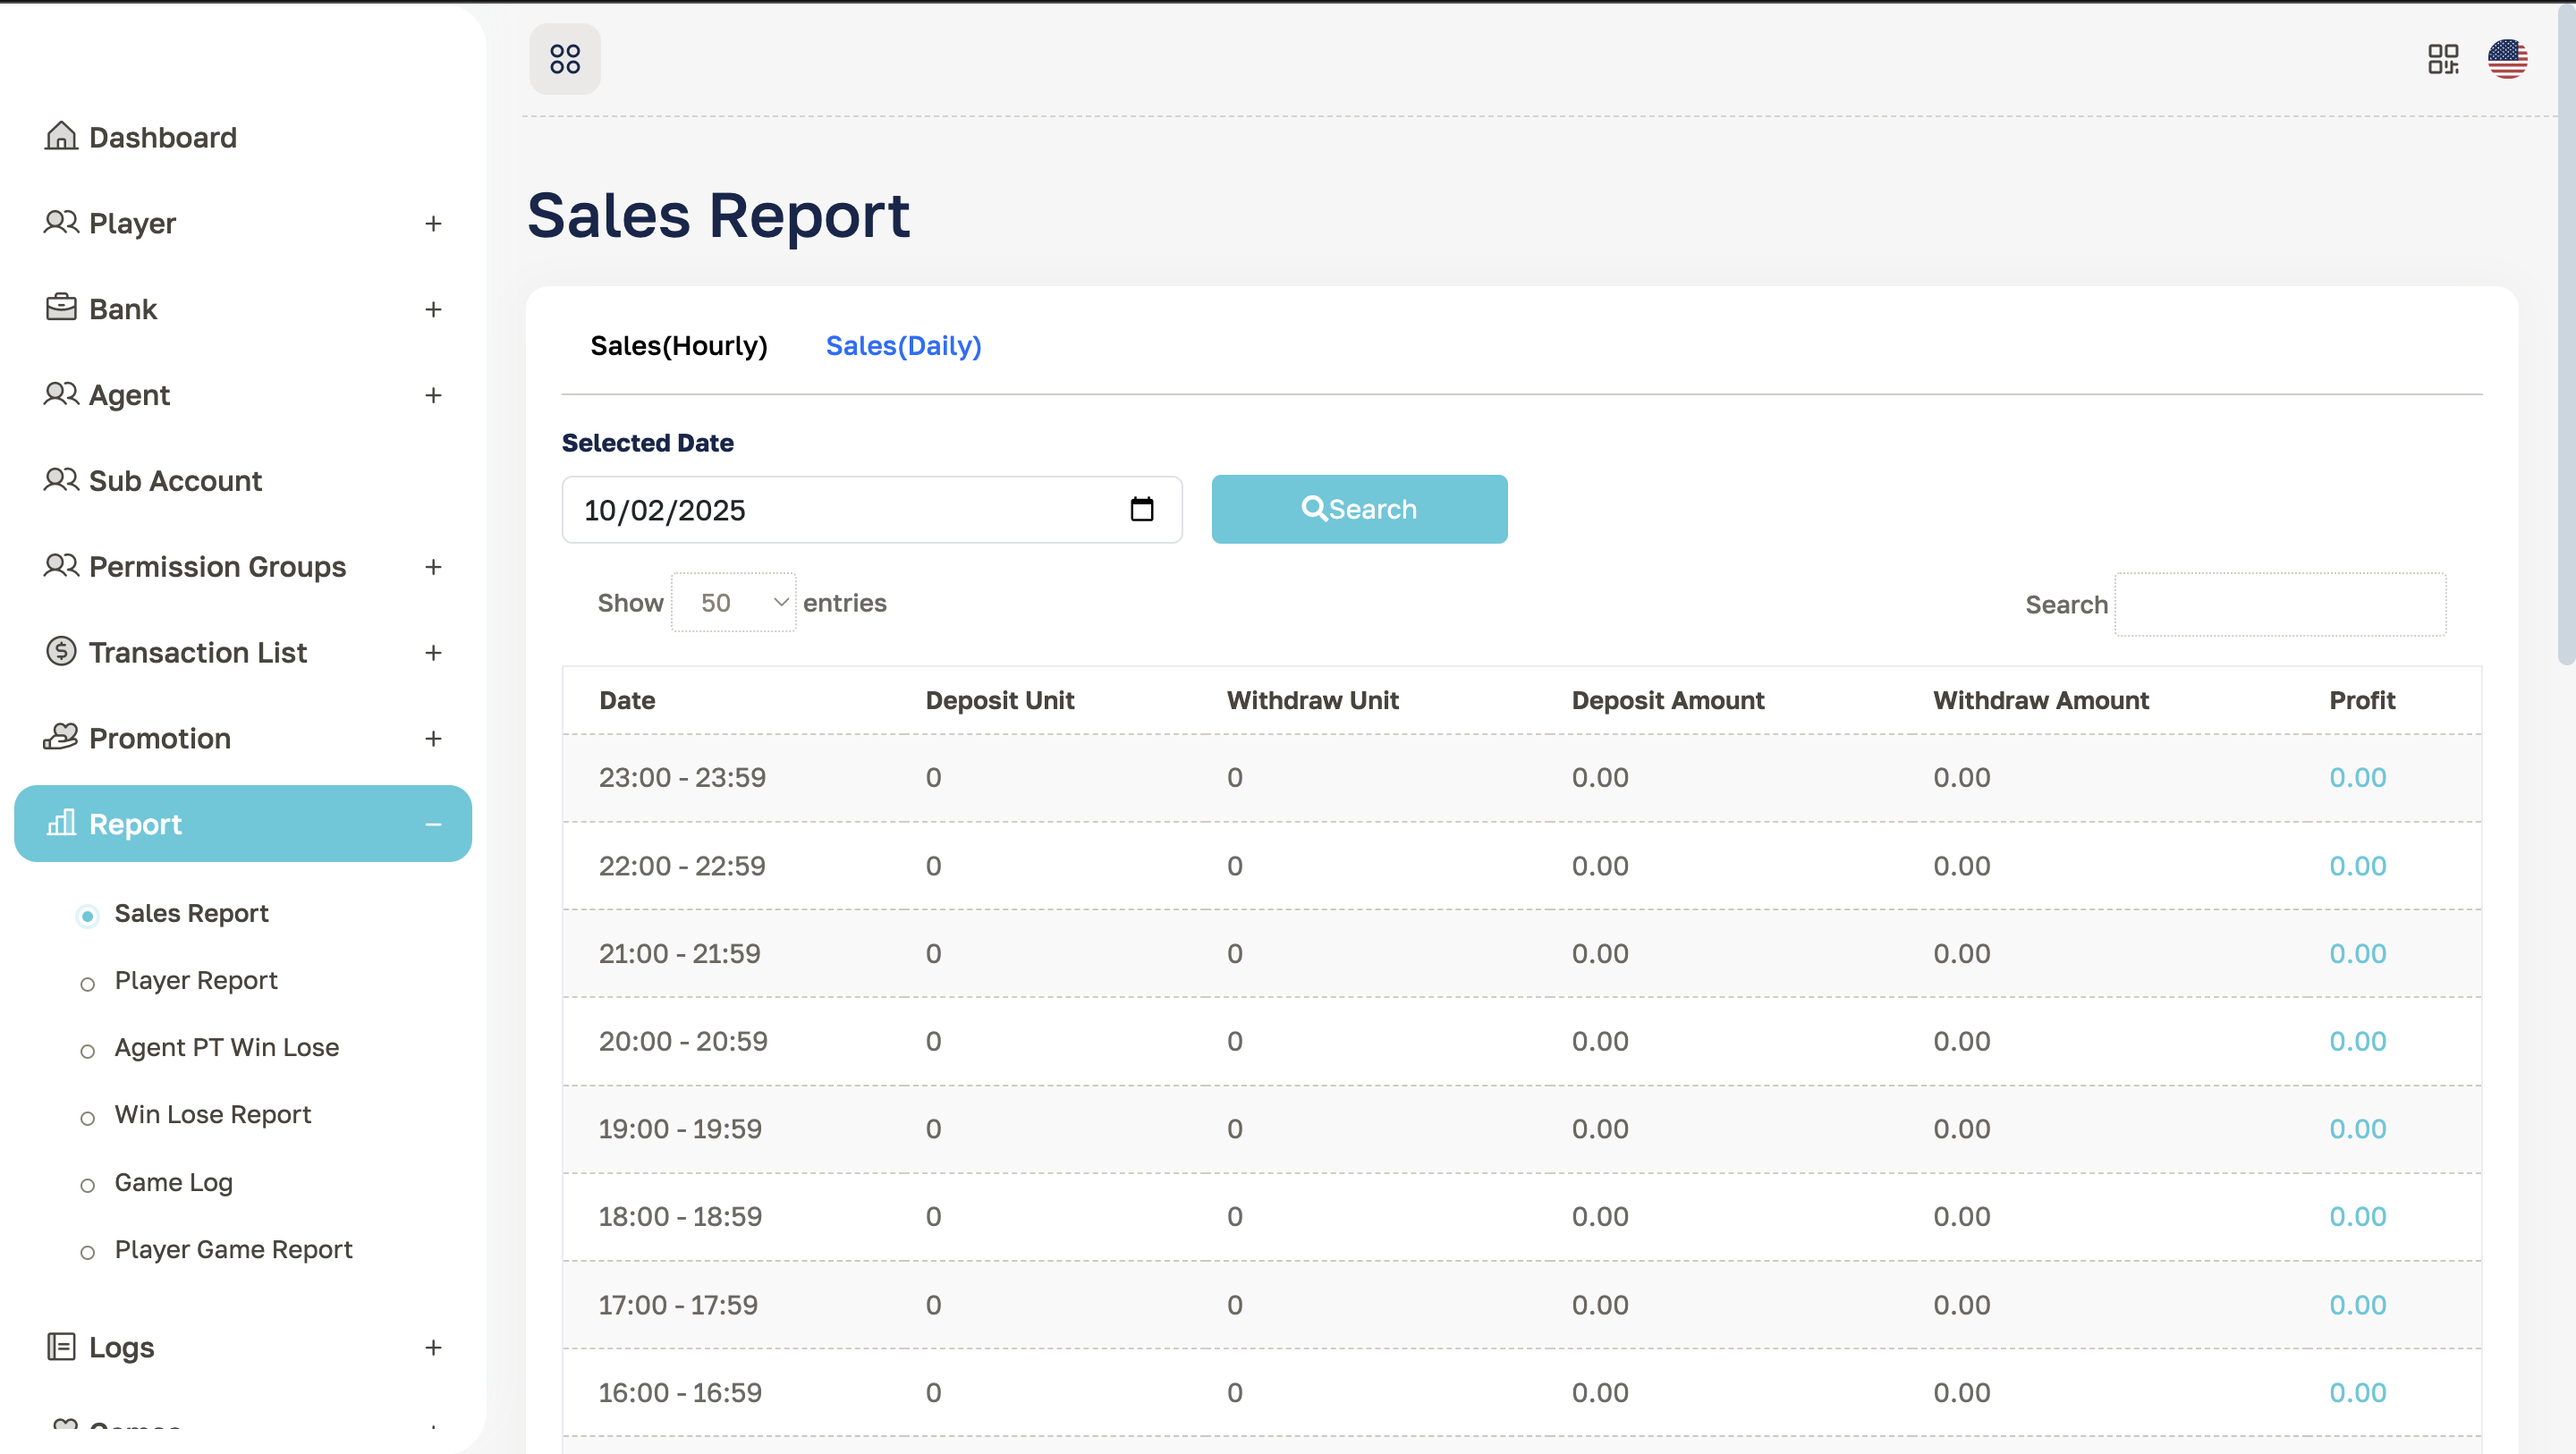 Dashboard
Player
Bank
Agent
Sub Account
Permission Groups
Transaction List
Promotion
Report
Sales Report
Player Report
Agent PT Win Lose
Win Lose Report
Game Log
Player Game Report
Logs
Sales Report
Sales(Hourly) Sales(Daily)
Selected Date
10/02/2025 Search
Show 50 entries Search
Date Deposit Unit Withdraw Unit Deposit Amount Withdraw Amount Profit
23:00 - 23:59 0 0 0.00 0.00 0.00
22:00 - 22:59 0 0 0.00 0.00 0.00
21:00 - 21:59 0 0 0.00 0.00 0.00
20:00 - 20:59 0 0 0.00 0.00 0.00
19:00 - 19:59 0 0 0.00 0.00 0.00
18:00 - 18:59 0 0 0.00 0.00 0.00
17:00 - 17:59 0 0 0.00 0.00 0.00
16:00 - 16:59 0 0 0.00 0.00 0.00